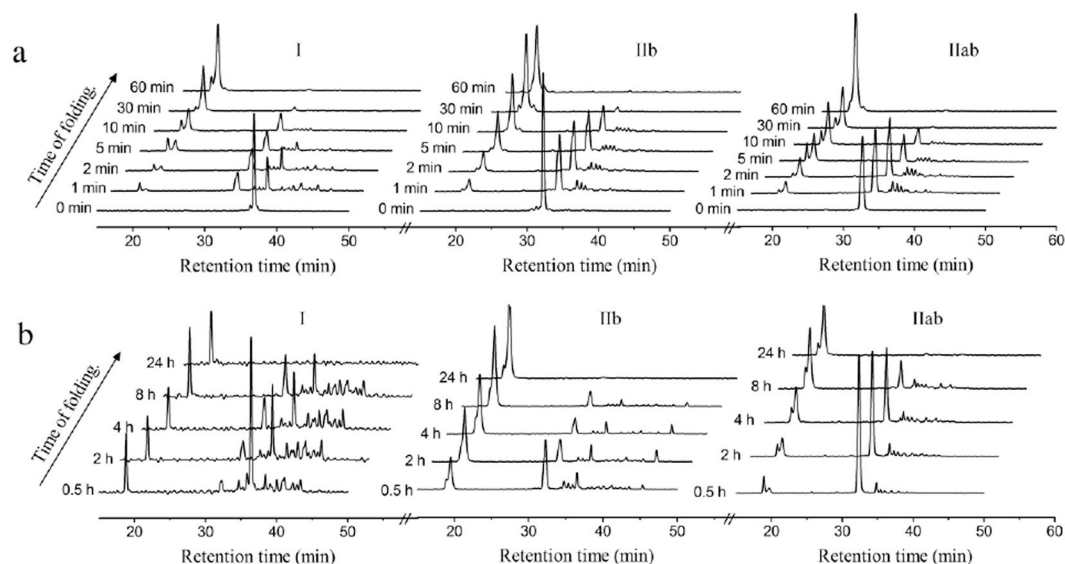 a
I
IIb
IIab
Time of folding.
60 min
30 min
10 min
5 min
2 min
1 min
0 min
60 min
30 min
10 min
5 min
2 min
1 min
0 min
60 min
30 min
10 min
5 min
2 min
1 min
0 min
20 30 40 50 20 30 40 50 20 30 40 50 60
Retention time (min) Retention time (min) Retention time (min)
b
I
IIb
IIab
Time of folding.
24 h
8 h
4 h
2 h
0.5 h
24 h
8 h
4 h
2 h
0.5 h
24 h
8 h
4 h
2 h
0.5 h
20 30 40 50 20 30 40 50 20 30 40 50 60
Retention time (min) Retention time (min) Retention time (min)